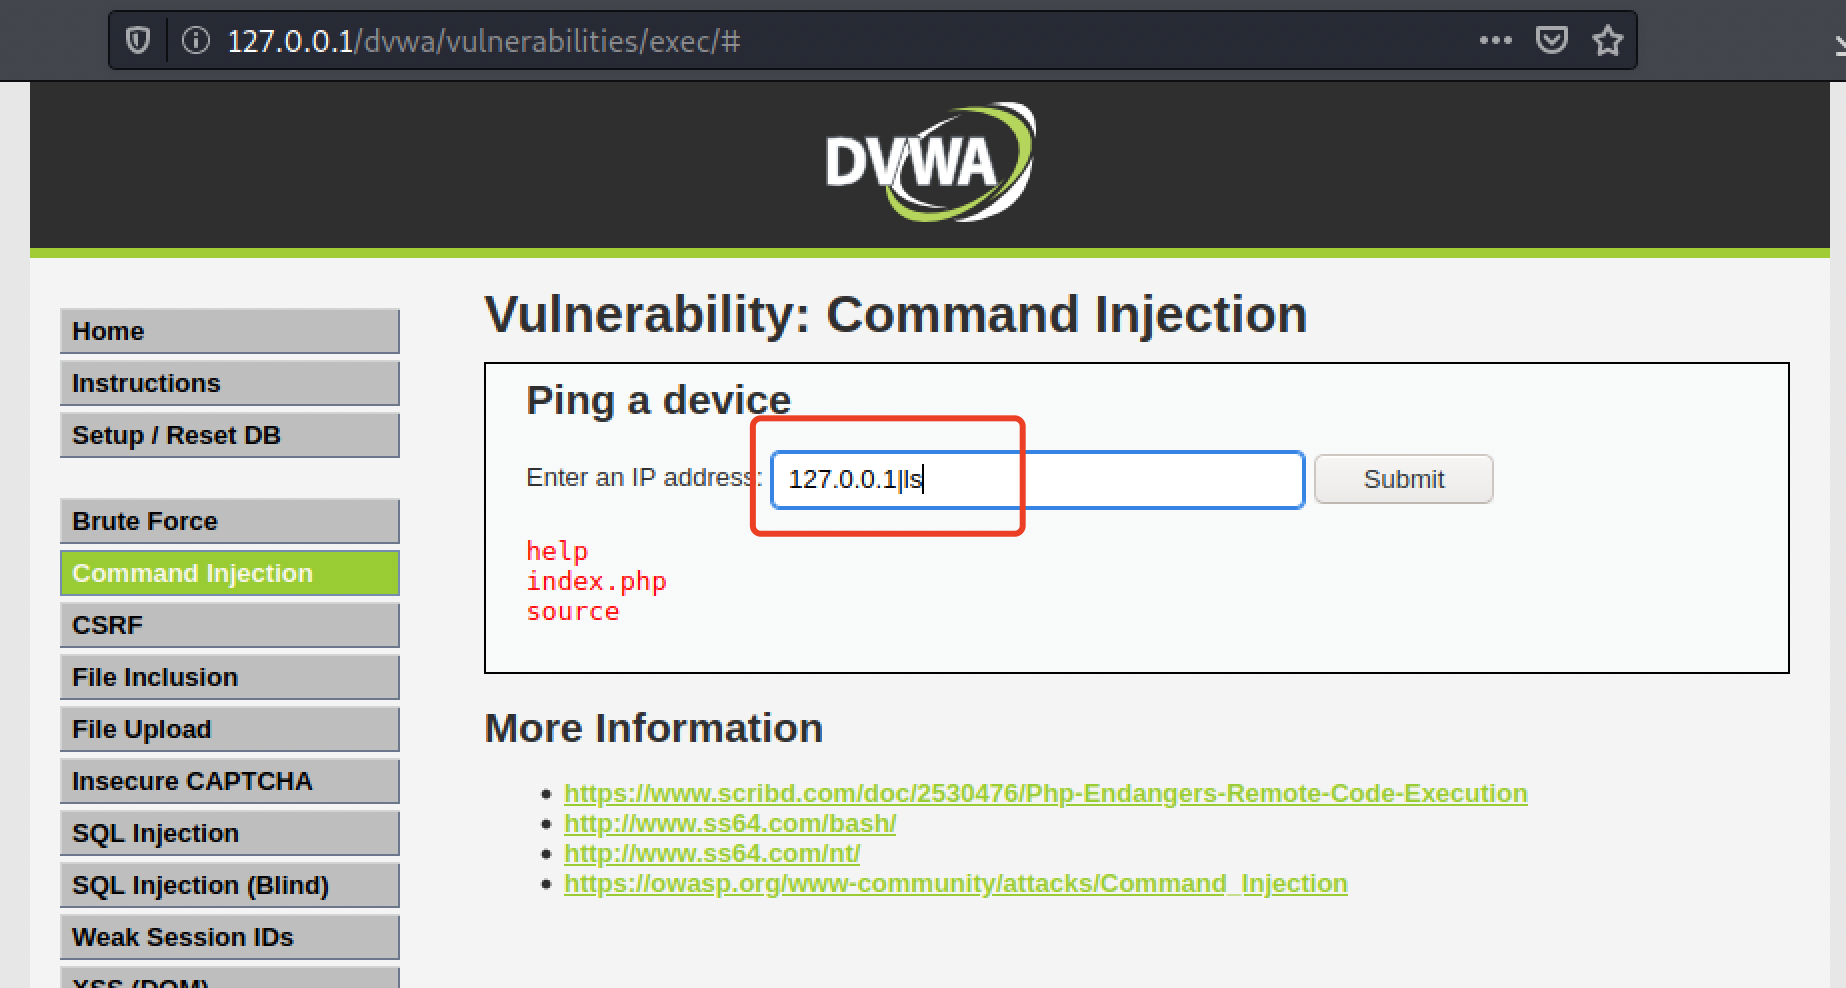 127.0.0.1/dvwa/vulnerabilities/exec/#
DVWA
Home
Instructions
Setup / Reset DB
Brute Force
Command Injection
CSRF
File Inclusion
File Upload
Insecure CAPTCHA
SQL Injection
SQL Injection (Blind)
Weak Session IDs
XSS (DOM)
Vulnerability: Command Injection
Ping a device
Enter an IP address: 127.0.0.1|ls Submit
help
index.php
source
More Information
https://www.scribd.com/doc/2530476/Php-Endangers-Remote-Code-Execution
http://www.ss64.com/bash/
http://www.ss64.com/nt/
https://owasp.org/www-community/attacks/Command_Injection